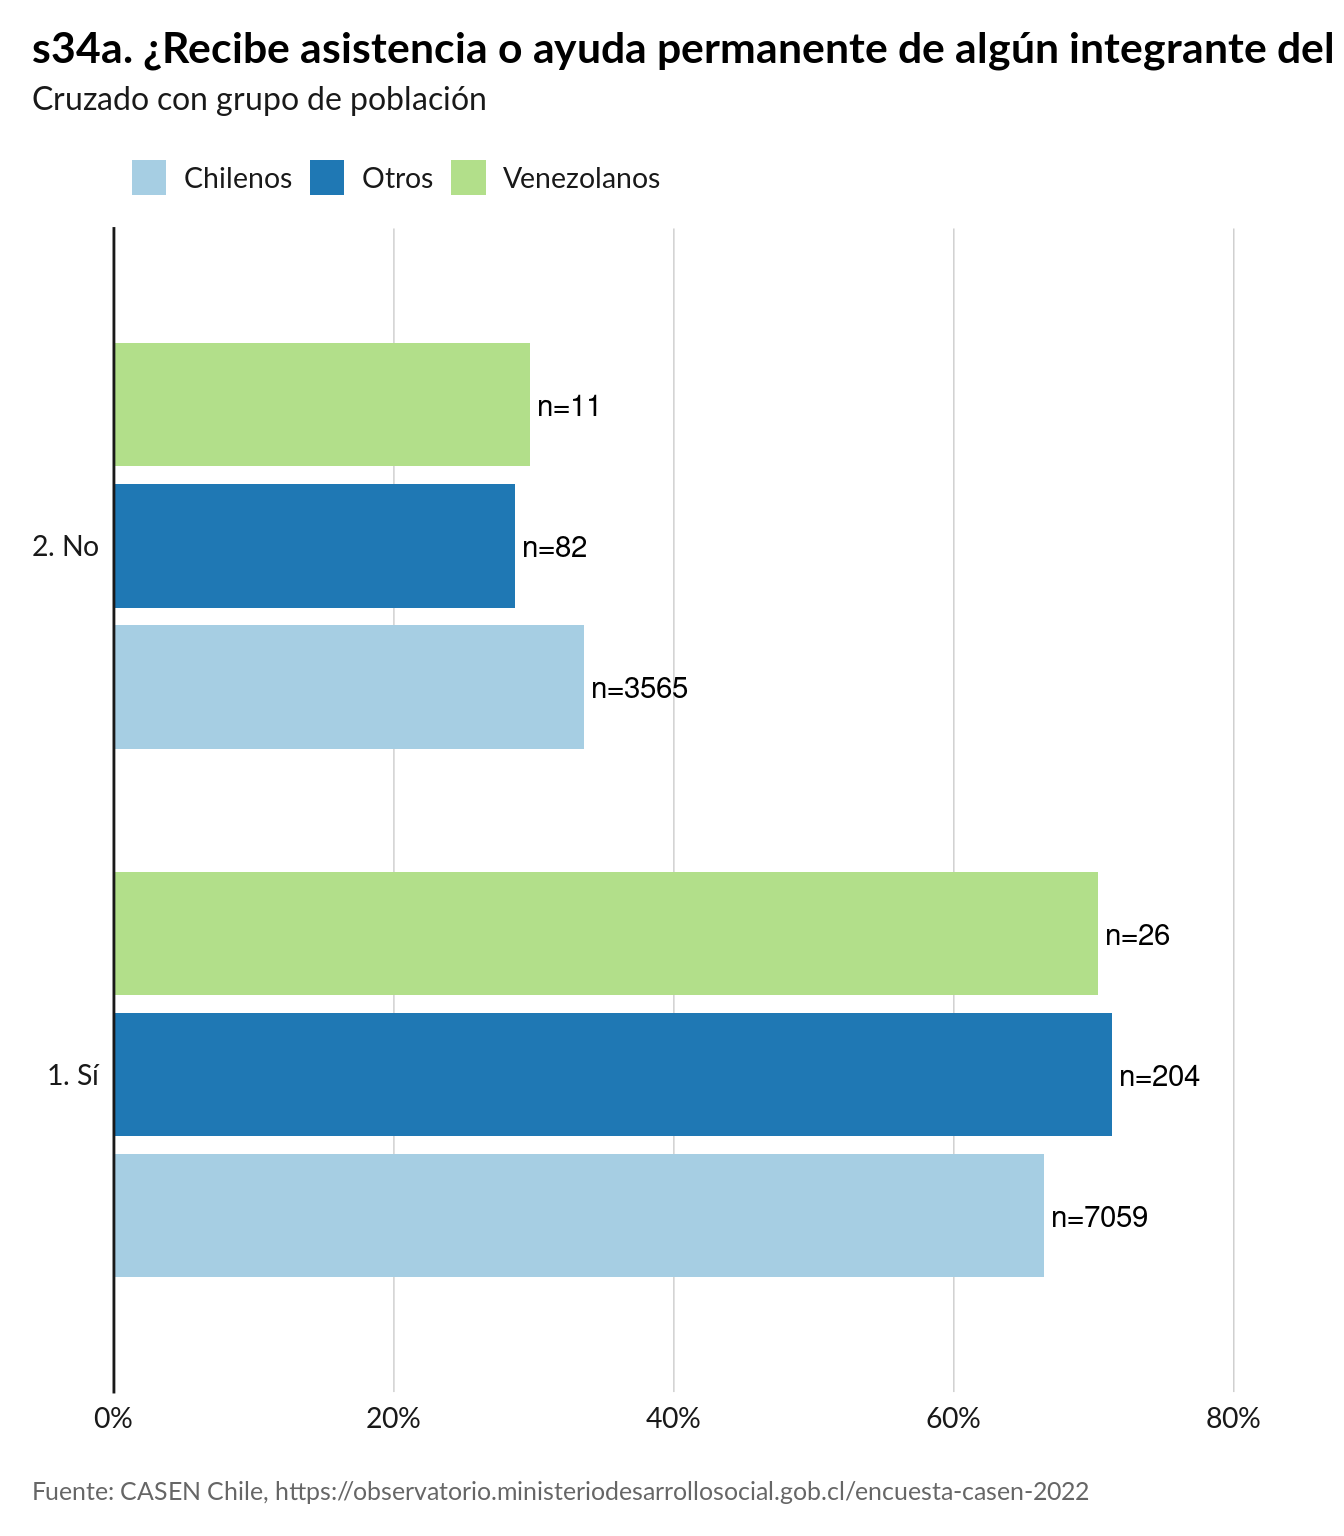 s34a. ¿Recibe asistencia o ayuda permanente de algún integrante del
Cruzado con grupo de población
Chilenos Otros Venezolanos
n=11
2. No
n=82
n=3565
n=26
1. Sí
n=204
n=7059
0% 20% 40% 60% 80%
Fuente: CASEN Chile, https://observatorio.ministeriodesarrollosocial.gob.cl/encuesta-casen-2022